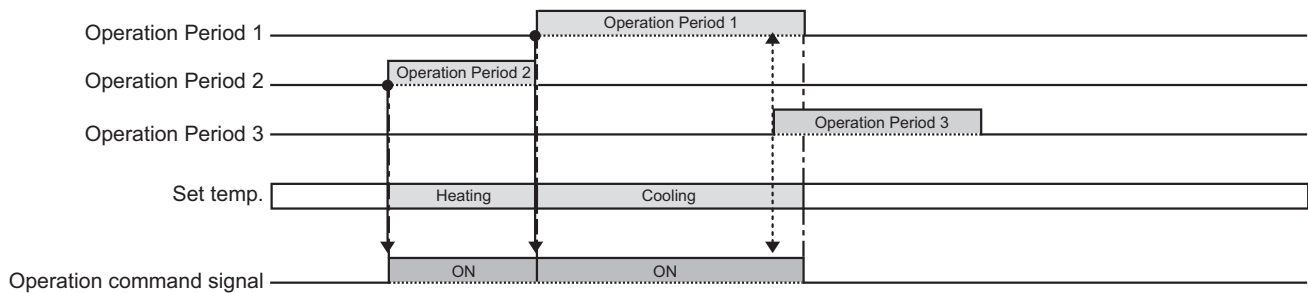 Operation Period 1
Operation Period 1
Operation Period 2
Operation Period 2
Operation Period 3
Operation Period 3
Set temp.
Heating
Cooling
Operation command signal
ON
ON